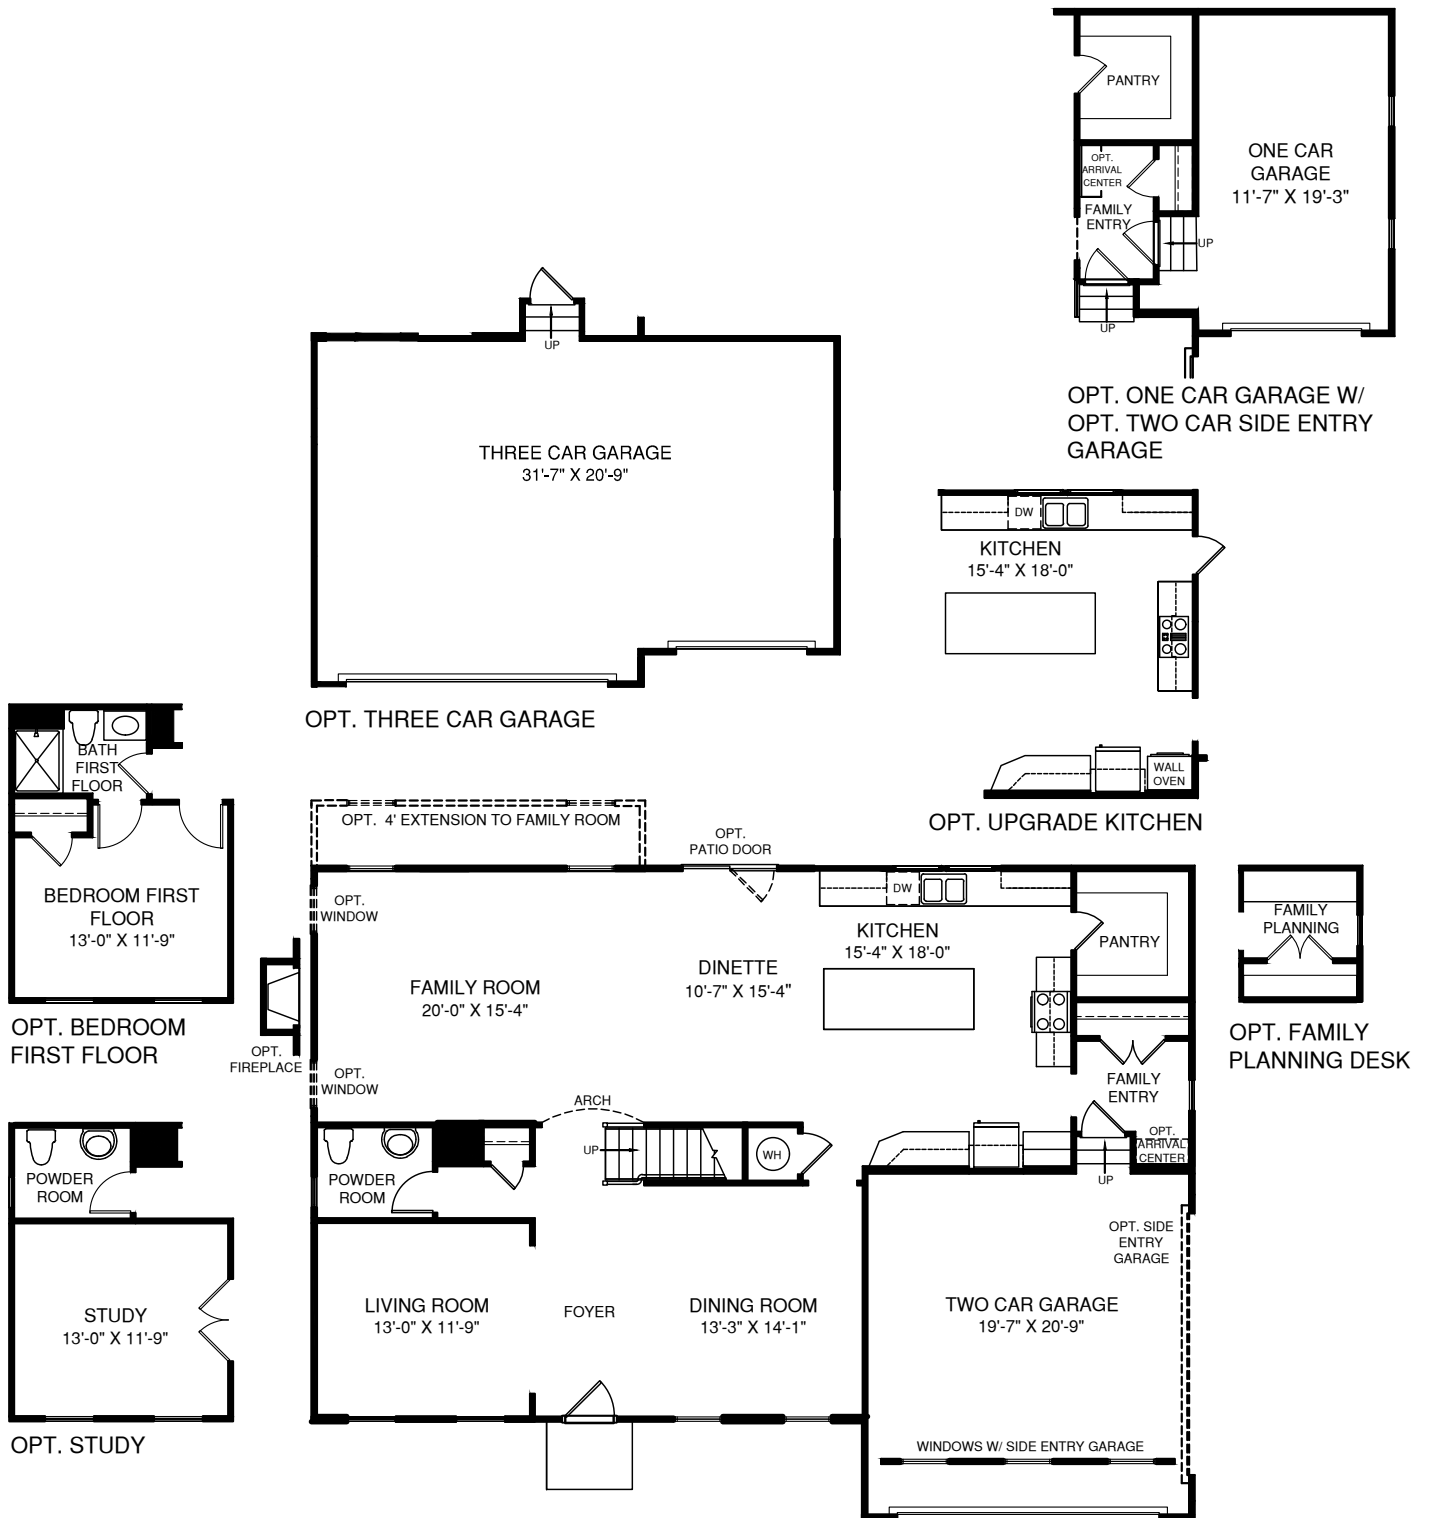 PANTRY
OPT.
ARRIVAL
CENTER
FAMILY
ENTRY
UP
UP
ONE CAR
GARAGE
11'-7" X 19'-3"
OPT. ONE CAR GARAGE W/
OPT. TWO CAR SIDE ENTRY
GARAGE
UP
THREE CAR GARAGE
31'-7" X 20'-9"
OPT. THREE CAR GARAGE
DW
KITCHEN
15'-4" X 18'-0"
WALL
OVEN
OPT. UPGRADE KITCHEN
BATH
FIRST
FLOOR
BEDROOM FIRST
FLOOR
13'-0" X 11'-9"
OPT. BEDROOM
FIRST FLOOR
OPT. 4' EXTENSION TO FAMILY ROOM
OPT.
PATIO DOOR
OPT.
WINDOW
DW
KITCHEN
15'-4" X 18'-0"
PANTRY
FAMILY
PLANNING
OPT. FAMILY
PLANNING DESK
FAMILY ROOM
20'-0" X 15'-4"
DINETTE
10'-7" X 15'-4"
OPT.
FIREPLACE
OPT.
WINDOW
ARCH
FAMILY
ENTRY
OPT.
ARRIVAL
CENTER
UP
UP
WH
POWDER
ROOM
POWDER
ROOM
OPT. SIDE
ENTRY
GARAGE
STUDY
13'-0" X 11'-9"
OPT. STUDY
LIVING ROOM
13'-0" X 11'-9"
FOYER
DINING ROOM
13'-3" X 14'-1"
TWO CAR GARAGE
19'-7" X 20'-9"
WINDOWS W/ SIDE ENTRY GARAGE